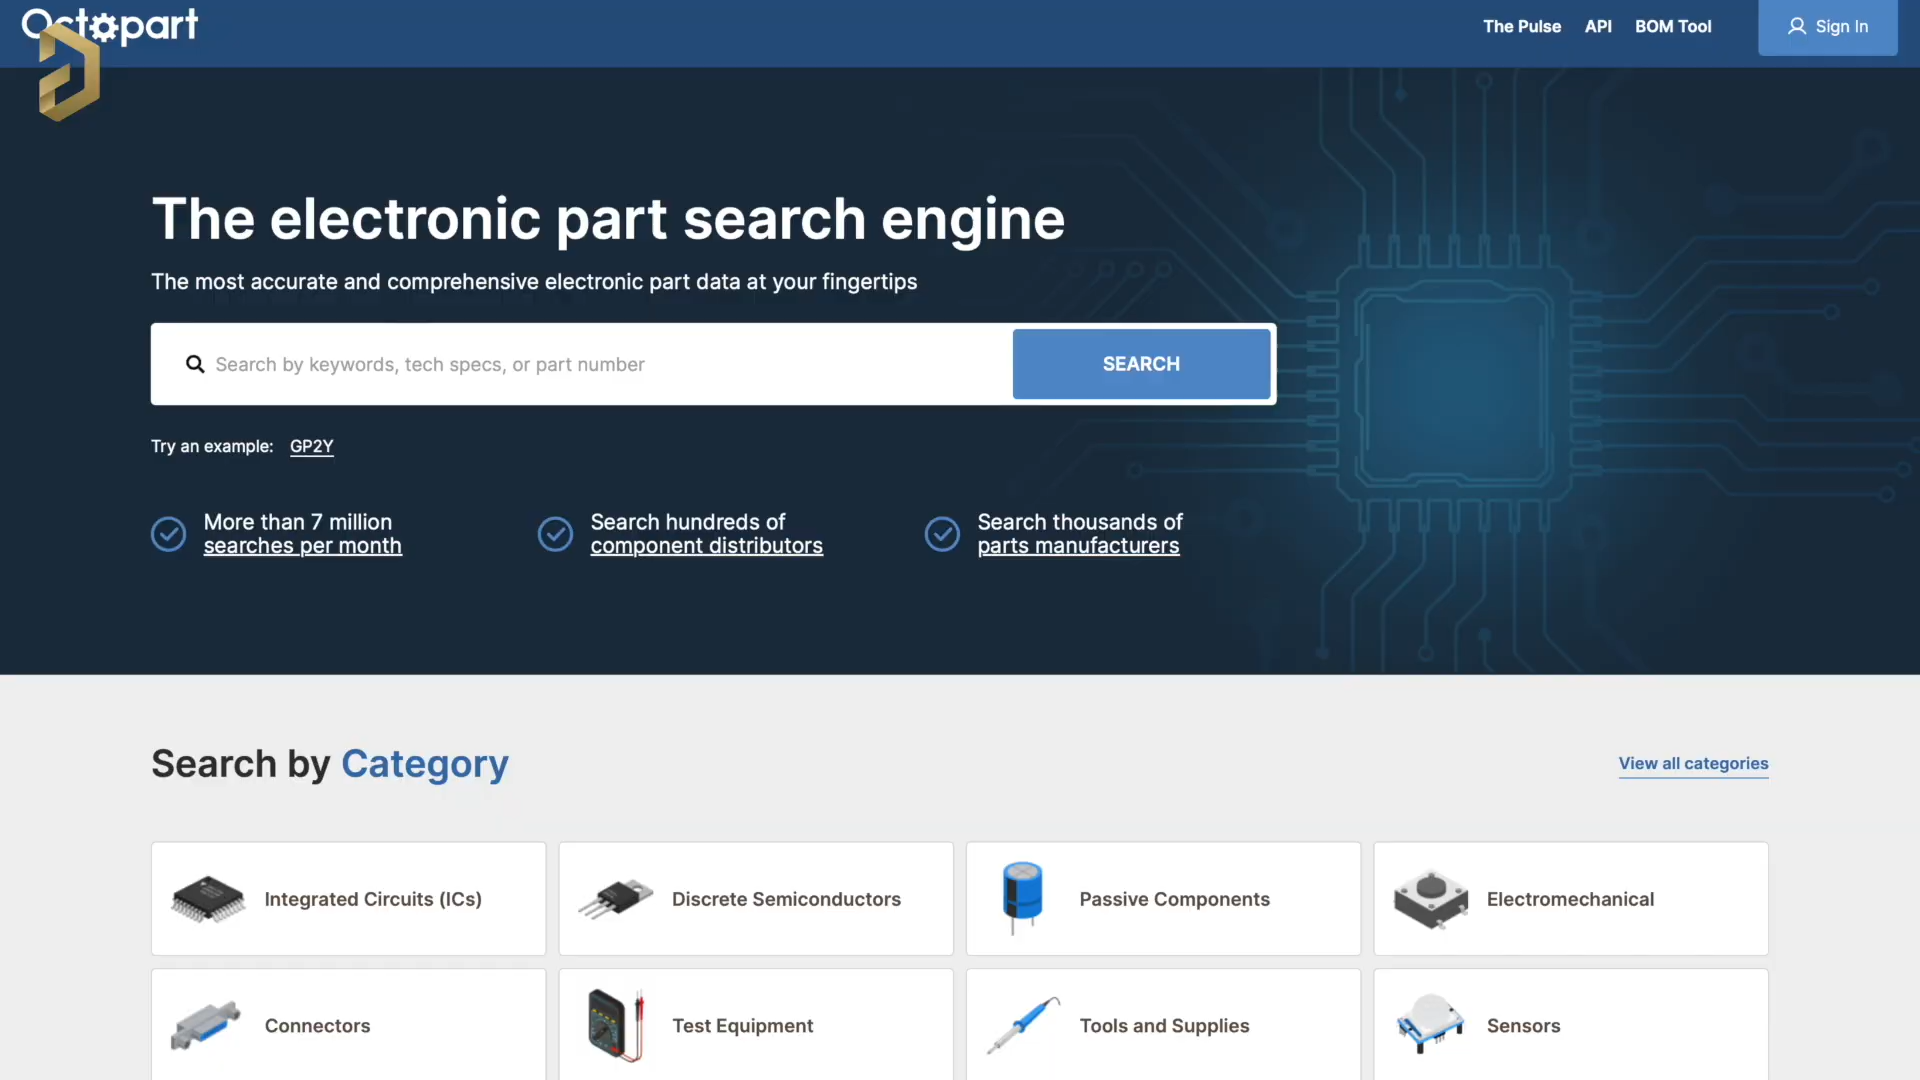 Octopart
The Pulse
API
BOM Tool
Sign In
The electronic part search engine
The most accurate and comprehensive electronic part data at your fingertips
Search by keywords, tech specs, or part number
SEARCH
Try an example: GP2Y
More than 7 million
searches per month
Search hundreds of
component distributors
Search thousands of
parts manufacturers
Search by Category
View all categories
Integrated Circuits (ICs)
Discrete Semiconductors
Passive Components
Electromechanical
Connectors
Test Equipment
Tools and Supplies
Sensors